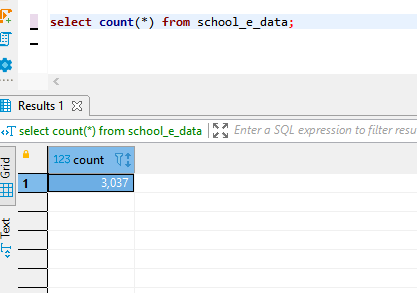 select count(*) from school_e_data;
Results 1
select count(*) from school_e_data
Enter a SQL expression to filter resu
Grid
123 count
1
3,037
Text